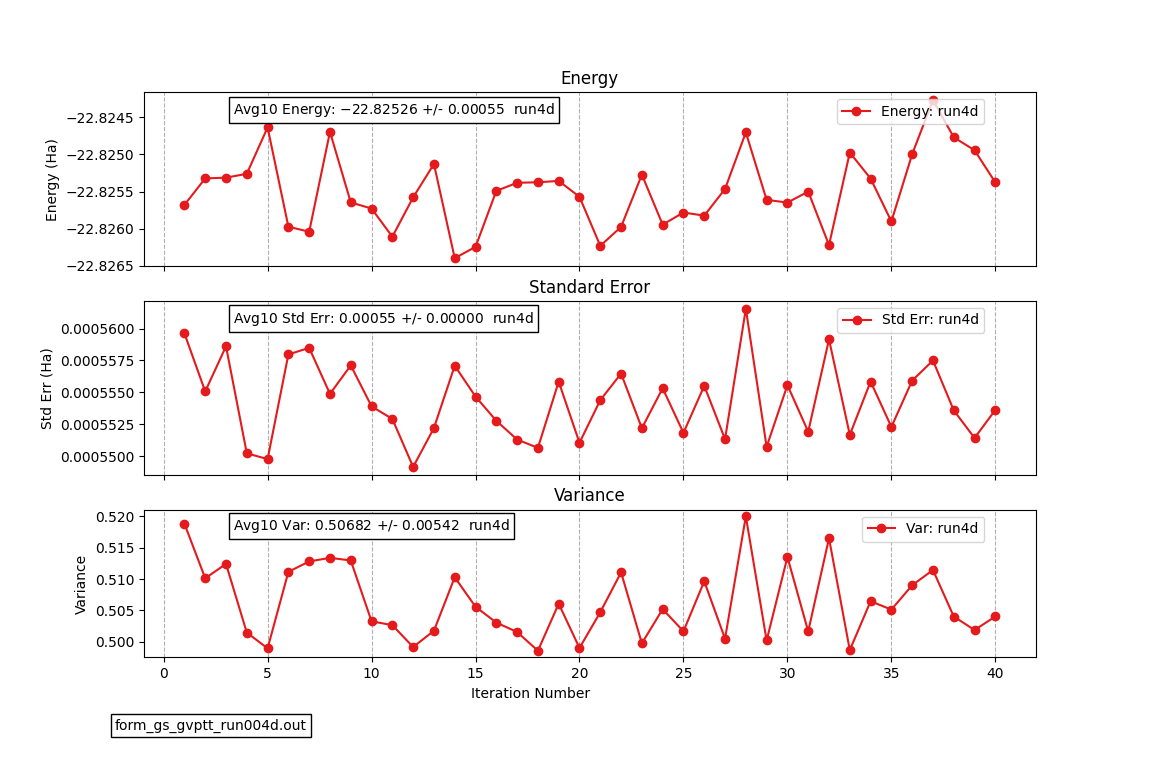 Energy
Avg10 Energy: −22.82526 +/- 0.00055  run4d
Energy: run4d
Energy (Ha)
−22.8245
−22.8250
−22.8255
−22.8260
−22.8265
Standard Error
Avg10 Std Err: 0.00055 +/- 0.00000  run4d
Std Err: run4d
Std Err (Ha)
0.0005600
0.0005575
0.0005550
0.0005525
0.0005500
Variance
Avg10 Var: 0.50682 +/- 0.00542  run4d
Var: run4d
Variance
0.520
0.515
0.510
0.505
0.500
0 5 10 15 20 25 30 35 40
Iteration Number
form_gs_gvptt_run004d.out